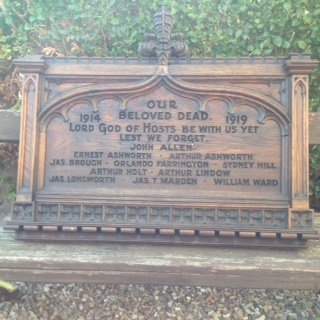 OUR
1914 BELOVED DEAD. 1919
LORD GOD OF HOSTS BE WITH US YET
LEST WE FORGET.
JOHN ALLEN
ERNEST ASHWORTH · ARTHUR ASHWORTH
JAS. BROUGH · ORLANDO FARRINGTON · SYDNEY HILL
ARTHUR HOLT · ARTHUR LINDOW
JAS LONGWORTH · JAS. T. MARDEN · WILLIAM WARD